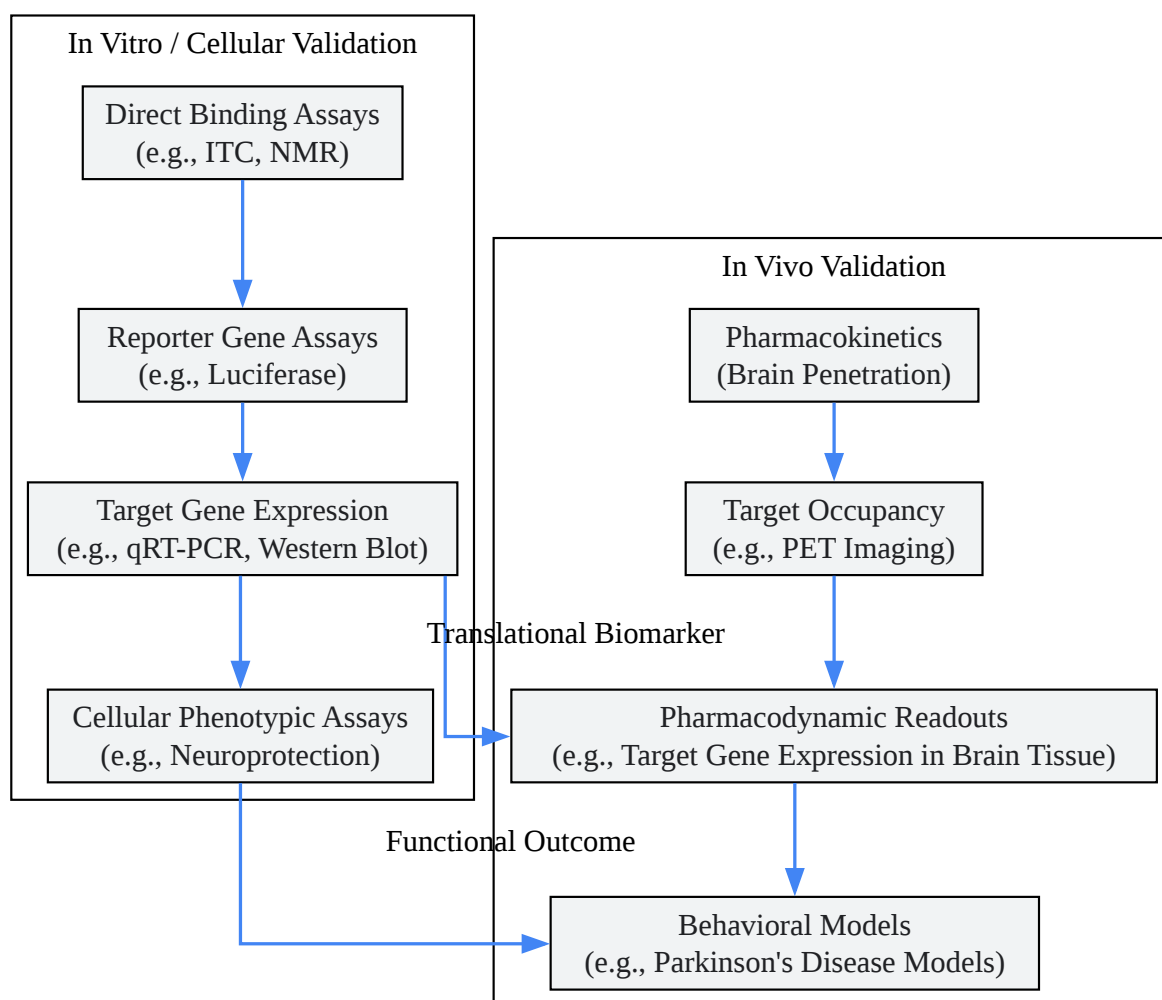 In Vitro / Cellular Validation
Direct Binding Assays
(e.g., ITC, NMR)
Reporter Gene Assays
(e.g., Luciferase)
Target Gene Expression
(e.g., qRT-PCR, Western Blot)
Cellular Phenotypic Assays
(e.g., Neuroprotection)
In Vivo Validation
Pharmacokinetics
(Brain Penetration)
Target Occupancy
(e.g., PET Imaging)
Translational Biomarker
Pharmacodynamic Readouts
(e.g., Target Gene Expression in Brain Tissue)
Functional Outcome
Behavioral Models
(e.g., Parkinson's Disease Models)